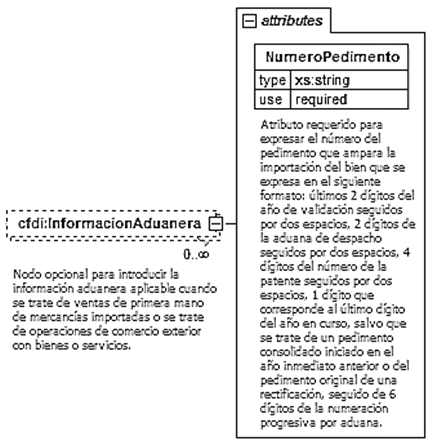 attributes
NumeroPedimento
type xs:string
use required
Atributo requerido para
expresar el número del
pedimento que ampara la
importación del bien que se
expresa en el siguiente
formato: últimos 2 dígitos del
año de validación seguidos
por dos espacios, 2 dígitos de
la aduana de despacho
seguidos por dos espacios, 4
dígitos del número de la
patente seguidos por dos
espacios, 1 dígito que
corresponde al último dígito
del año en curso, salvo que
se trate de un pedimento
consolidado iniciado en el
año inmediato anterior o del
pedimento original de una
rectificación, seguido de 6
dígitos de la numeración
progresiva por aduana.
cfdi:InformacionAduanera
0..∞
Nodo opcional para introducir la
información aduanera aplicable cuando
se trate de ventas de primera mano
de mercancías importadas o se trate
de operaciones de comercio exterior
con bienes o servicios.